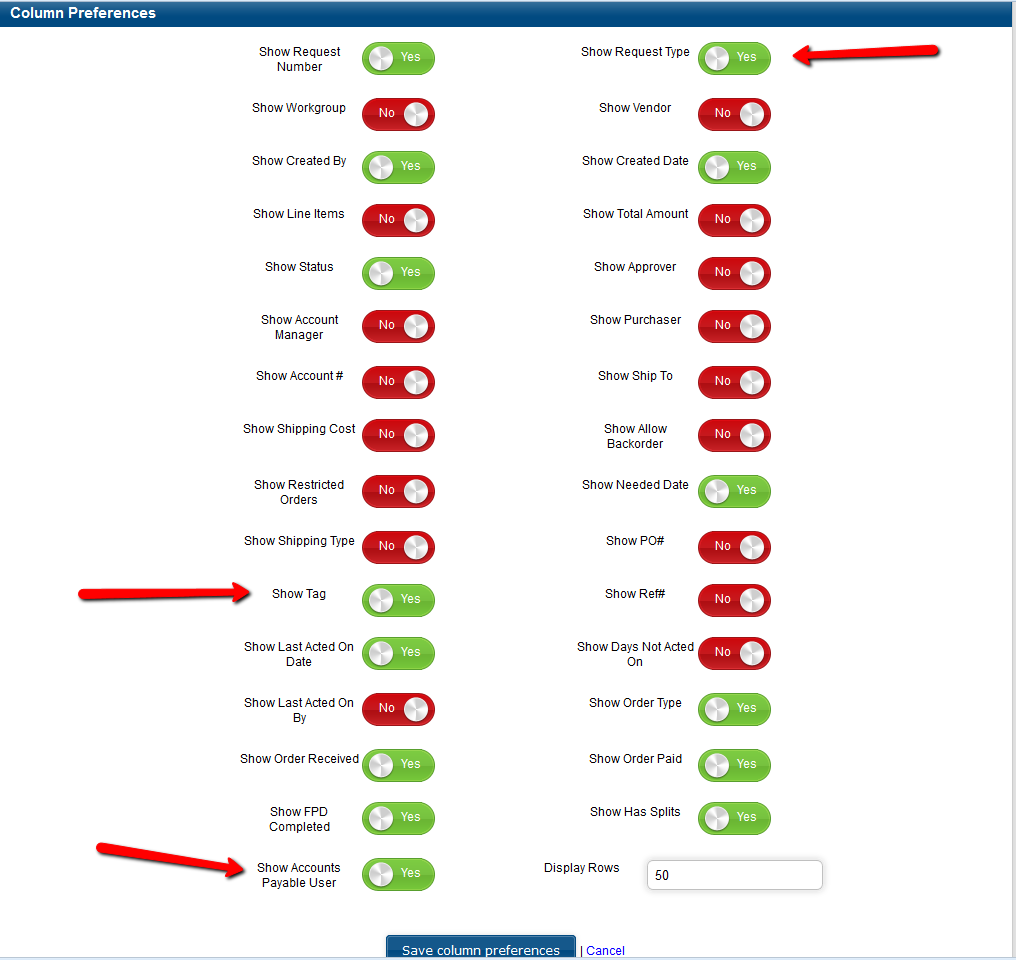 Column Preferences
Show Request
Number
Yes
Show Request Type
Yes
Show Workgroup
No
Show Vendor
No
Show Created By
Yes
Show Created Date
Yes
Show Line Items
No
Show Total Amount
No
Show Status
Yes
Show Approver
No
Show Account
Manager
No
Show Purchaser
No
Show Account #
No
Show Ship To
No
Show Shipping Cost
No
Show Allow
Backorder
No
Show Restricted
Orders
No
Show Needed Date
Yes
Show Shipping Type
No
Show PO#
No
Show Tag
Yes
Show Ref#
No
Show Last Acted On
Date
Yes
Show Days Not Acted
On
No
Show Last Acted On
By
No
Show Order Type
Yes
Show Order Received
Yes
Show Order Paid
Yes
Show FPD
Completed
Yes
Show Has Splits
Yes
Show Accounts
Payable User
Yes
Display Rows
50
Save column preferences | Cancel